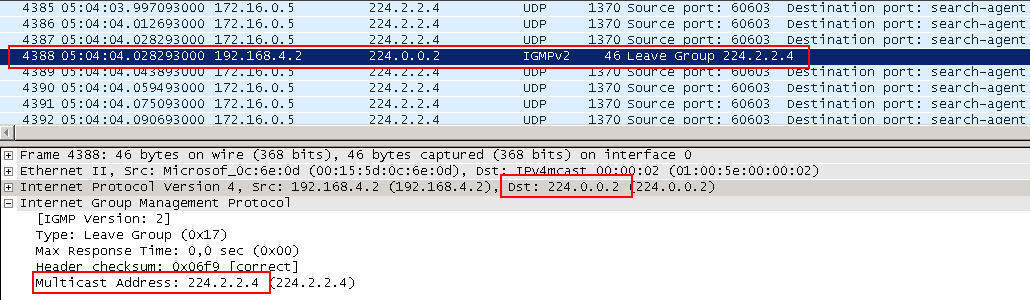 4385 05:04:03.997093000 172.16.0.5 224.2.2.4 UDP 1370 Source port: 60603 Destination port: search-agent
4386 05:04:04.012693000 172.16.0.5 224.2.2.4 UDP 1370 Source port: 60603 Destination port: search-agent
4387 05:04:04.028293000 172.16.0.5 224.2.2.4 UDP 1370 Source port: 60603 Destination port: search-agent
4388 05:04:04.028293000 192.168.4.2 224.0.0.2 IGMPv2 46 Leave Group 224.2.2.4
4389 05:04:04.043893000 172.16.0.5 224.2.2.4 UDP 1370 Source port: 60603 Destination port: search-agent
4390 05:04:04.059493000 172.16.0.5 224.2.2.4 UDP 1370 Source port: 60603 Destination port: search-agent
4391 05:04:04.075093000 172.16.0.5 224.2.2.4 UDP 1370 Source port: 60603 Destination port: search-agent
4392 05:04:04.090693000 172.16.0.5 224.2.2.4 UDP 1370 Source port: 60603 Destination port: search-agent
Frame 4388: 46 bytes on wire (368 bits), 46 bytes captured (368 bits) on interface 0
Ethernet II, Src: Microsof_0c:6e:0d (00:15:5d:0c:6e:0d), Dst: IPv4mcast_00:00:02 (01:00:5e:00:00:02)
Internet Protocol Version 4, Src: 192.168.4.2 (192.168.4.2), Dst: 224.0.0.2 (224.0.0.2)
Internet Group Management Protocol
[IGMP Version: 2]
Type: Leave Group (0x17)
Max Response Time: 0,0 sec (0x00)
Header checksum: 0x06f9 [correct]
Multicast Address: 224.2.2.4 (224.2.2.4)